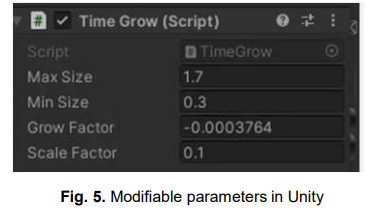 Time Grow (Script)
Script TimeGrow
Max Size 1.7
Min Size 0.3
Grow Factor -0.0003764
Scale Factor 0.1
Fig. 5. Modifiable parameters in Unity